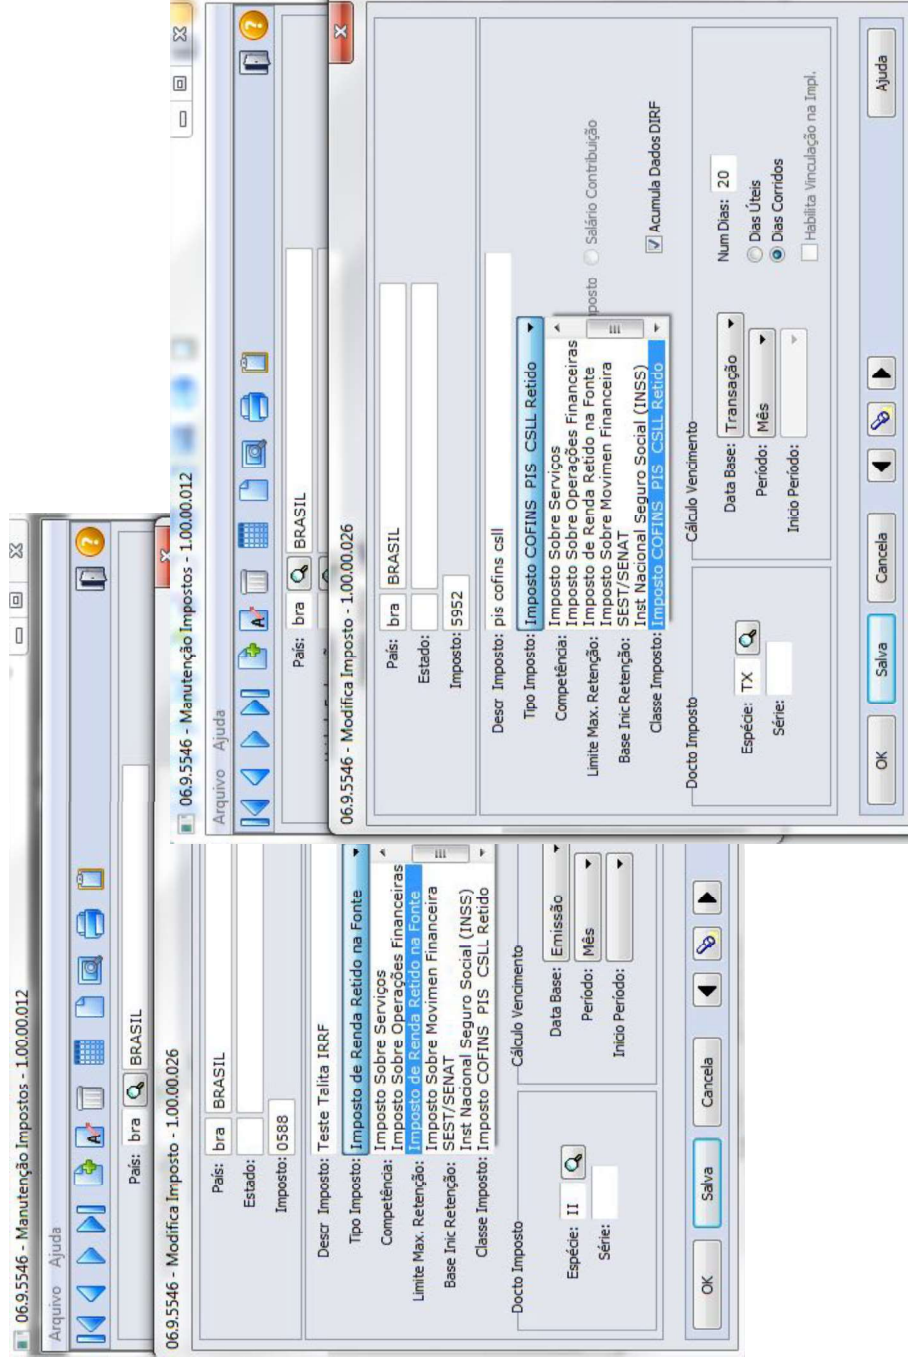 06.9.5546 - Manutenção Impostos - 1.00.00.012
Arquivo Ajuda
País: bra BRASIL
06.9.5546 - Modifica Imposto - 1.00.00.026
País: bra BRASIL
Estado:
Imposto: 0588
Descr Imposto: Teste Talita IRRF
Tipo Imposto: Imposto de Renda Retido na Fonte
Imposto Sobre Serviços
Competência: Imposto Sobre Operações Financeiras
Limite Max. Retenção: Imposto de Renda Retido na Fonte
Imposto Sobre Movimen Financeira
Base Inic Retenção: SEST/SENAT
Inst Nacional Seguro Social (INSS)
Classe Imposto: Imposto COFINS PIS CSLL Retido
Docto Imposto
Espécie: II
Série:
Cálculo Vencimento
Data Base: Emissão
Período: Mês
Inicio Período:
OK Salva Cancela
06.9.5546 - Manutenção Impostos - 1.00.00.012
Arquivo Ajuda
País: bra BRASIL
06.9.5546 - Modifica Imposto - 1.00.00.026
País: bra BRASIL
Estado:
Imposto: 5952
Descr Imposto: pis cofins csll
Tipo Imposto: Imposto COFINS PIS CSLL Retido
Imposto Sobre Serviços
Competência: Imposto Sobre Operações Financeiras
Limite Max. Retenção: Imposto de Renda Retido na Fonte
Imposto Sobre Movimen Financeira
Base Inic Retenção: SEST/SENAT
Inst Nacional Seguro Social (INSS)
Classe Imposto: Imposto COFINS PIS CSLL Retido
posto Salário Contribuição
Acumula Dados DIRF
Docto Imposto
Espécie: TX
Série:
Cálculo Vencimento
Data Base: Transação
Período: Mês
Inicio Período:
Num Dias: 20
Dias Úteis
Dias Corridos
Habilita Vinculação na Impl.
OK Salva Cancela Ajuda